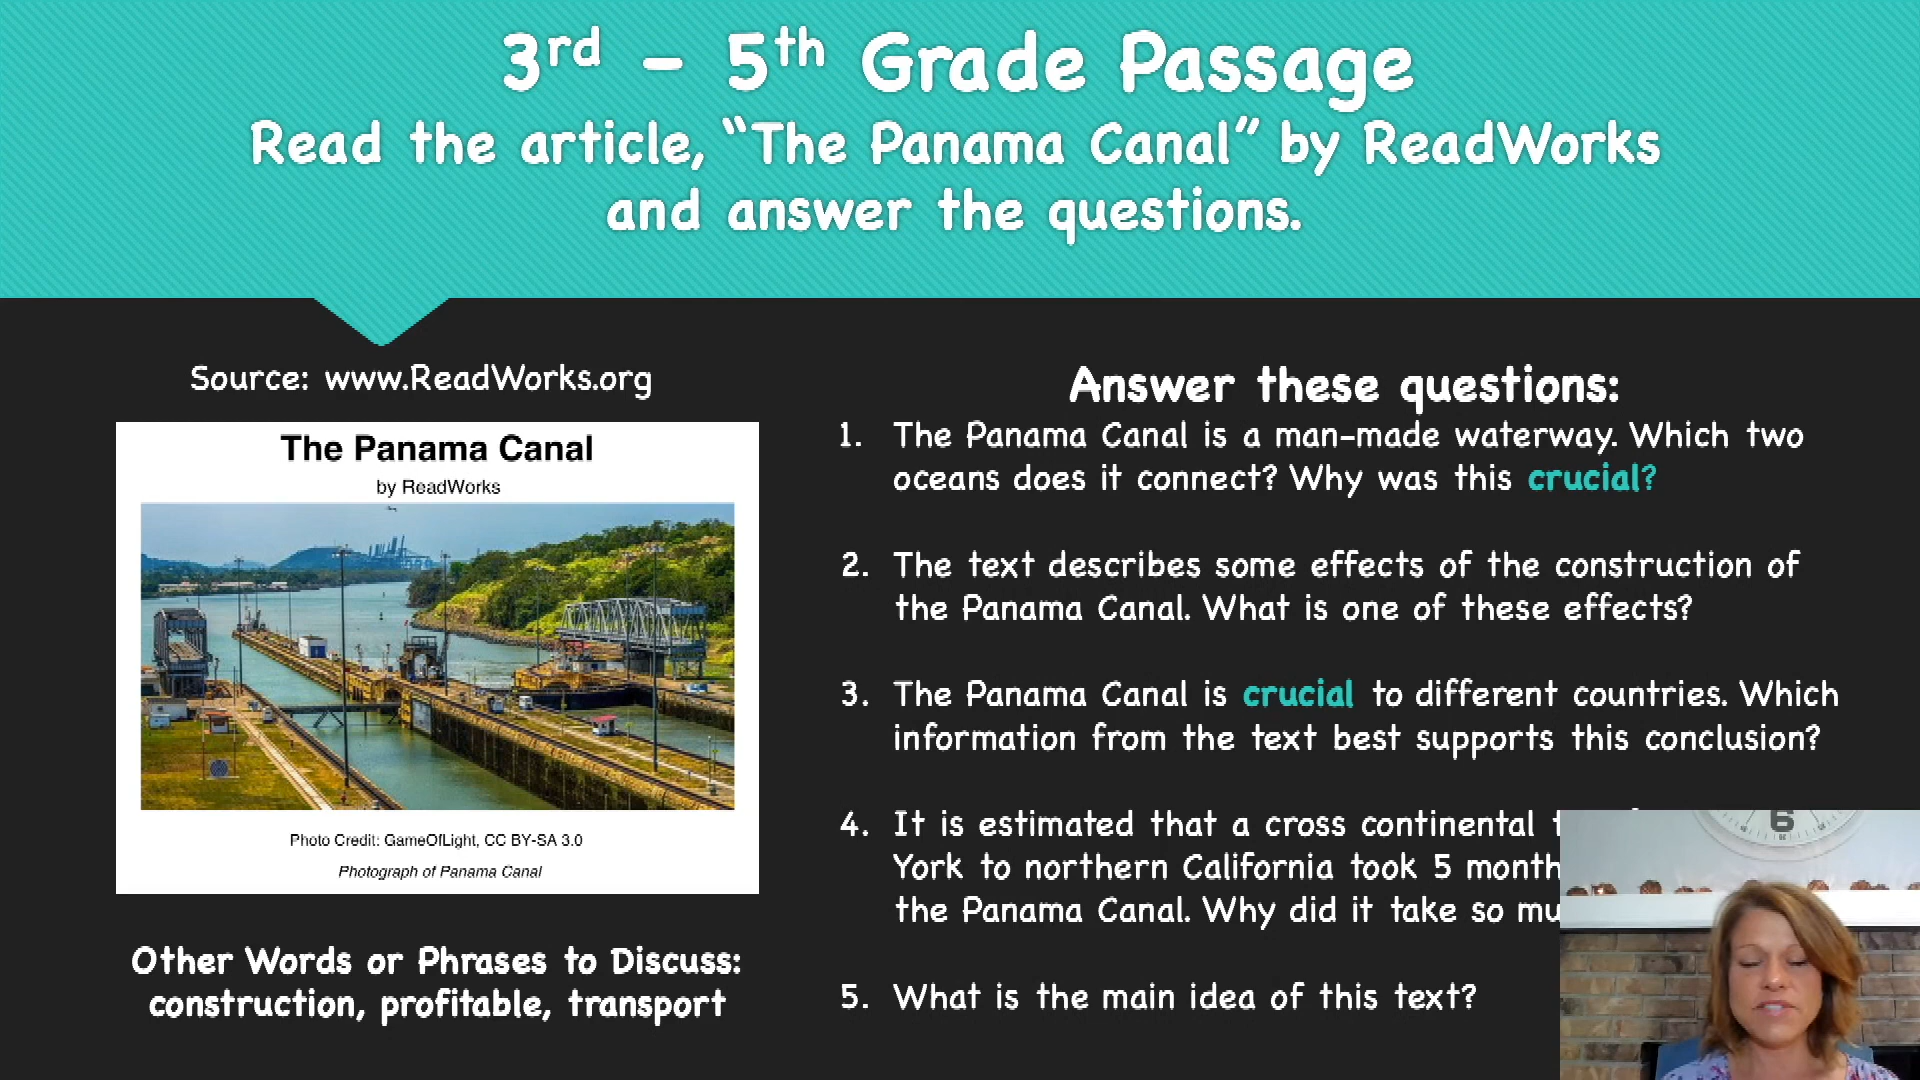 3rd – 5th Grade Passage
Read the article, “The Panama Canal” by ReadWorks
and answer the questions.
Source: www.ReadWorks.org
The Panama Canal
by ReadWorks
Photo Credit: GameOfLight, CC BY-SA 3.0
Photograph of Panama Canal
Other Words or Phrases to Discuss:
construction, profitable, transport
Answer these questions:
1. The Panama Canal is a man-made waterway. Which two
oceans does it connect? Why was this crucial?
2. The text describes some effects of the construction of
the Panama Canal. What is one of these effects?
3. The Panama Canal is crucial to different countries. Which
information from the text best supports this conclusion?
4. It is estimated that a cross continental
York to northern California took 5
the Panama Canal. Why did it take so
5. What is the main idea of this text?
6